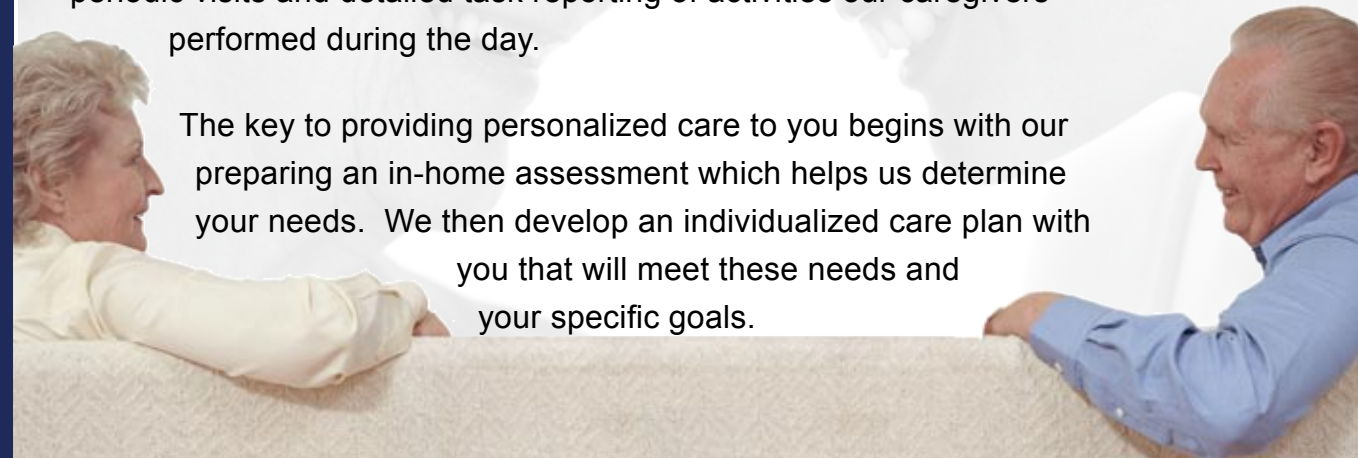 periodic visits and detailed task reporting of activities our caregivers
performed during the day.
The key to providing personalized care to you begins with our
preparing an in-home assessment which helps us determine
your needs.  We then develop an individualized care plan with
you that will meet these needs and
your specific goals.